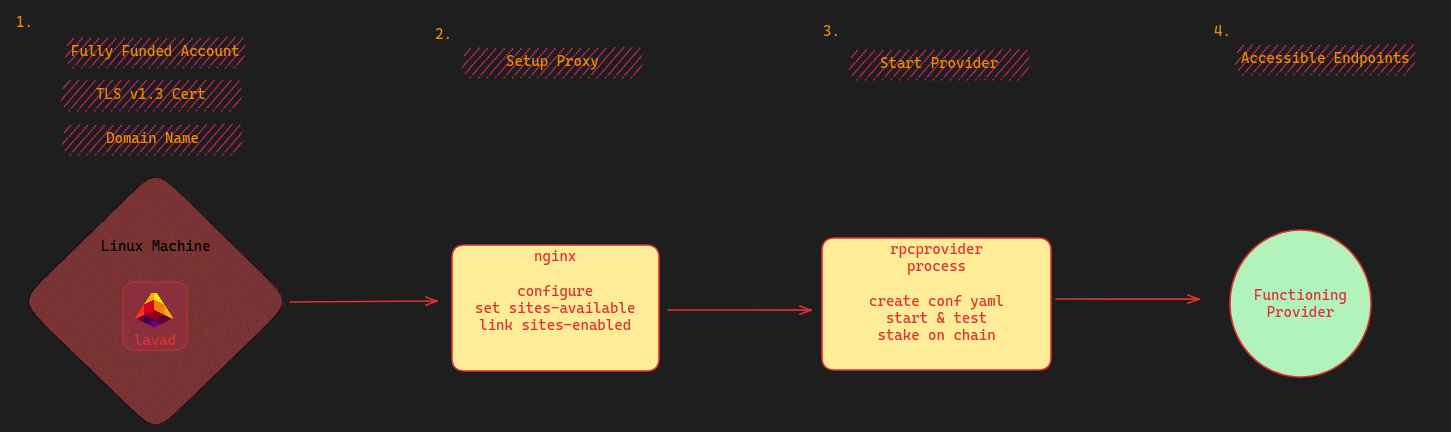 1.
Fully Funded Account
TLS v1.3 Cert
Domain Name
Linux Machine
lavad
2.
Setup Proxy
nginx
configure
set sites-available
link sites-enabled
3.
Start Provider
rpcprovider
process
create conf yaml
start & test
stake on chain
4.
Accessible Endpoints
Functioning
Provider